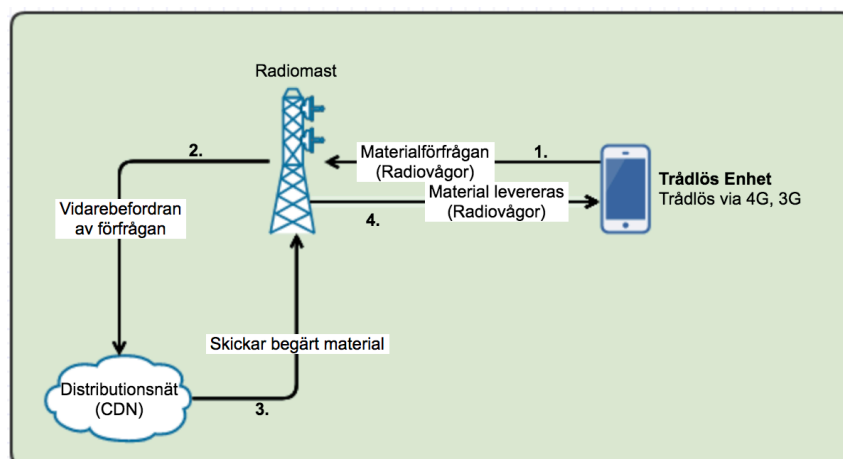 Radiomast
2.
Materialförfrågan
(Radiovågor)
1.
Trådlös Enhet
Trådlös via 4G, 3G
Material levereras
(Radiovågor)
4.
Vidarebefordran
av förfrågan
Skickar begärt material
Distributionsnät
(CDN)
3.